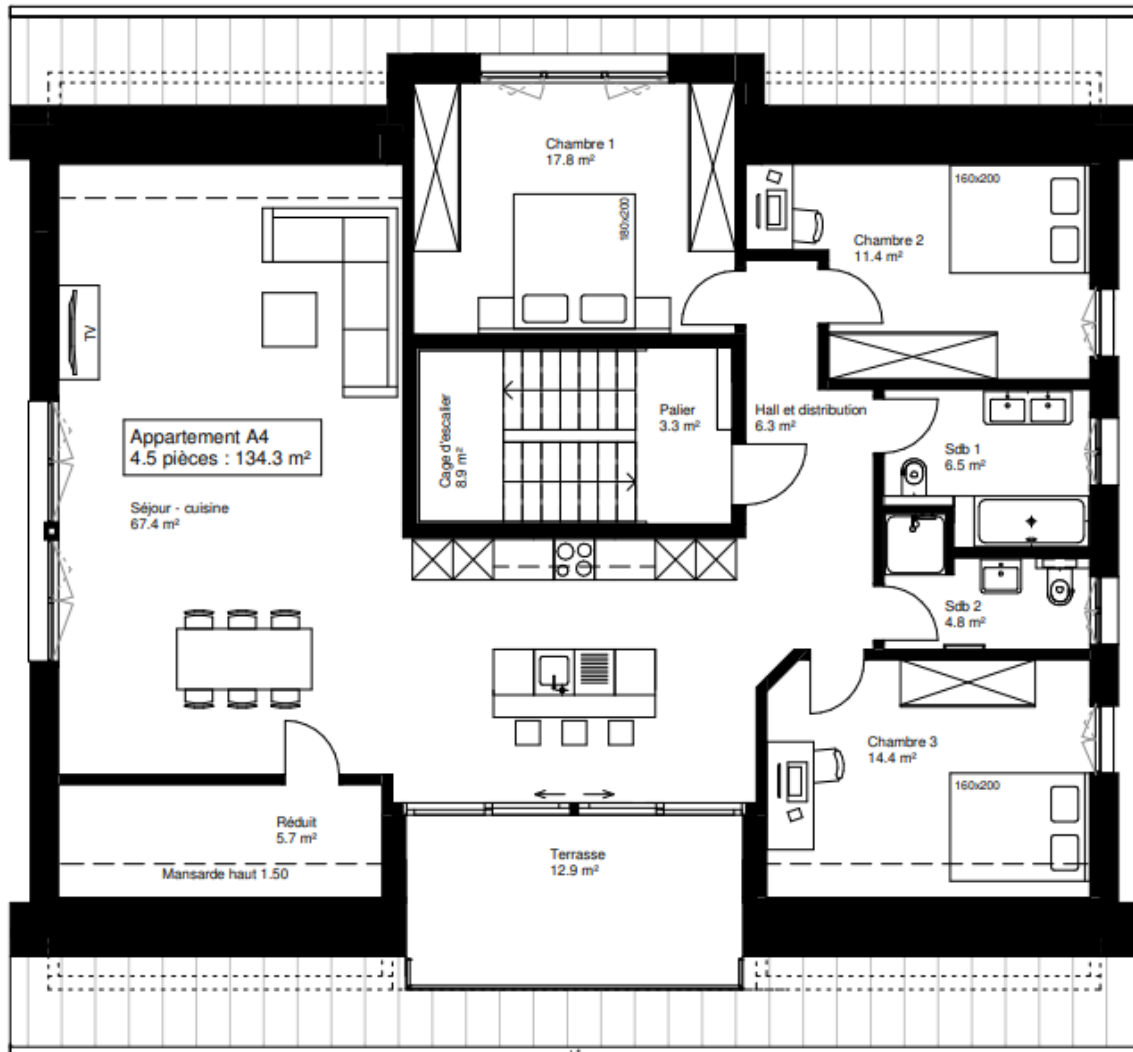 Chambre 1
17.8 m²
180x200
160x200
Chambre 2
11.4 m²
TV
Appartement A4
4.5 pièces : 134.3 m²
Séjour - cuisine
67.4 m²
Cage d'escalier
8.9 m²
Palier
3.3 m²
Hall et distribution
6.3 m²
Sdb 1
6.5 m²
Sdb 2
4.8 m²
Chambre 3
14.4 m²
160x200
Réduit
5.7 m²
Mansarde haut 1.50
Terrasse
12.9 m²